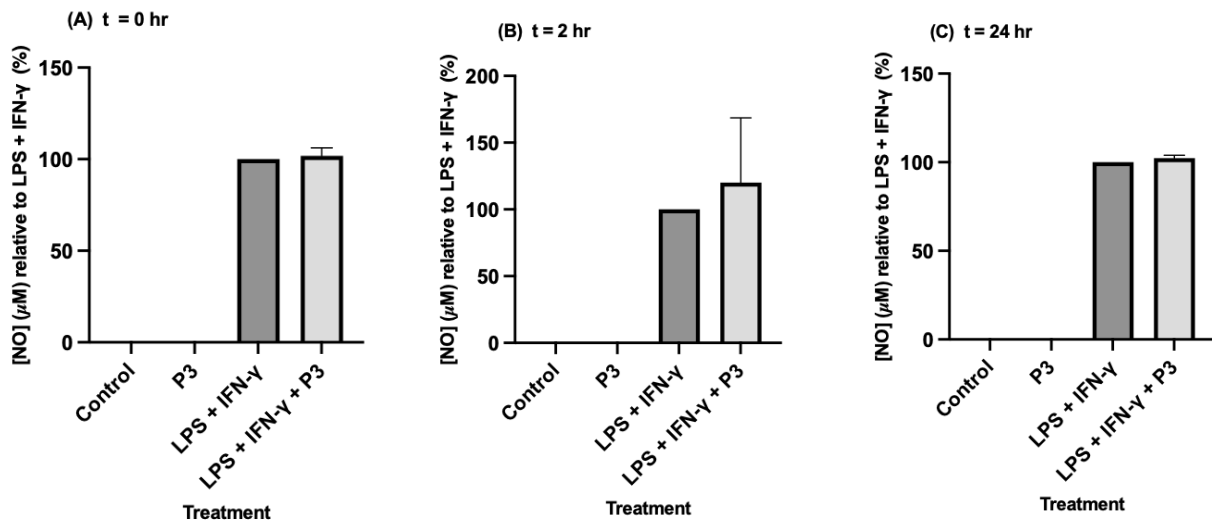 (A) t = 0 hr
[NO] (µM) relative to LPS + IFN-γ (%)
150
100
50
0
Control
P3
LPS + IFN-γ
LPS + IFN-γ + P3
Treatment
(B) t = 2 hr
[NO] (µM) relative to LPS + IFN-γ (%)
200
150
100
50
0
Control
P3
LPS + IFN-γ
LPS + IFN-γ + P3
Treatment
(C) t = 24 hr
[NO] (µM) relative to LPS + IFN-γ (%)
150
100
50
0
Control
P3
LPS + IFN-γ
LPS + IFN-γ + P3
Treatment